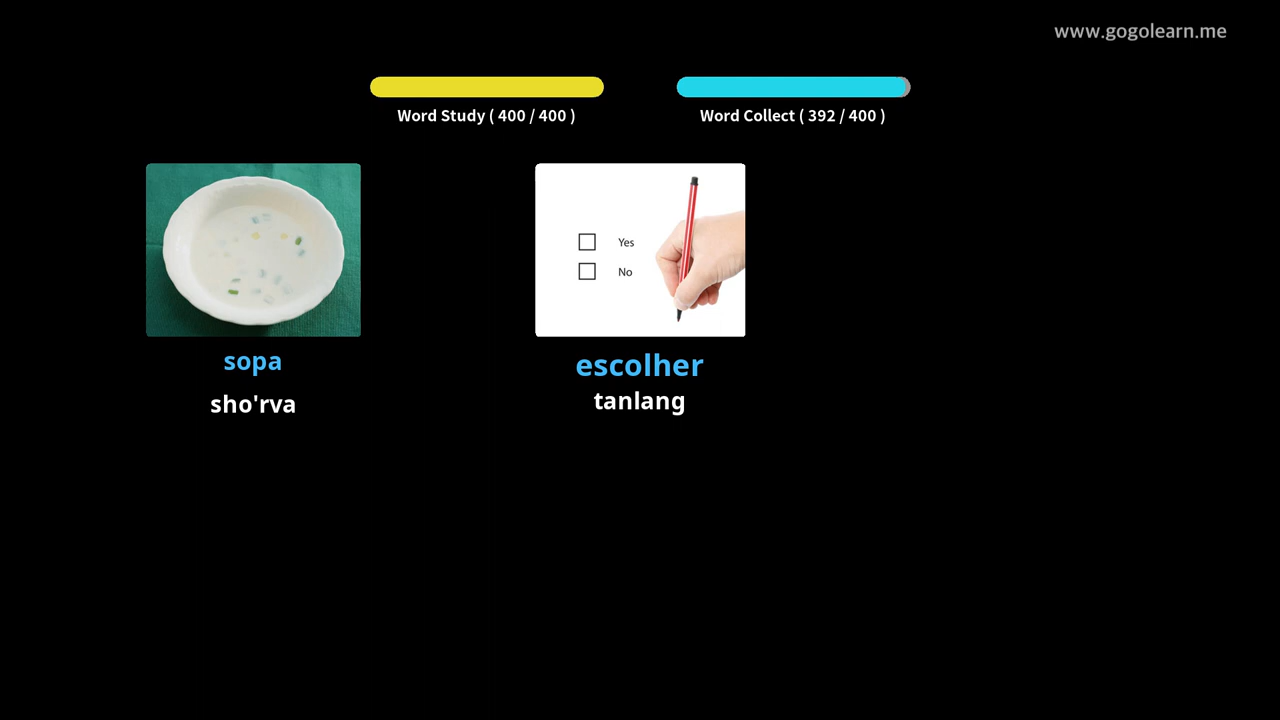 www.gogolearn.me
Word Study ( 400 / 400 )
Word Collect ( 392 / 400 )
Yes
No
sopa
sho'rva
escolher
tanlang